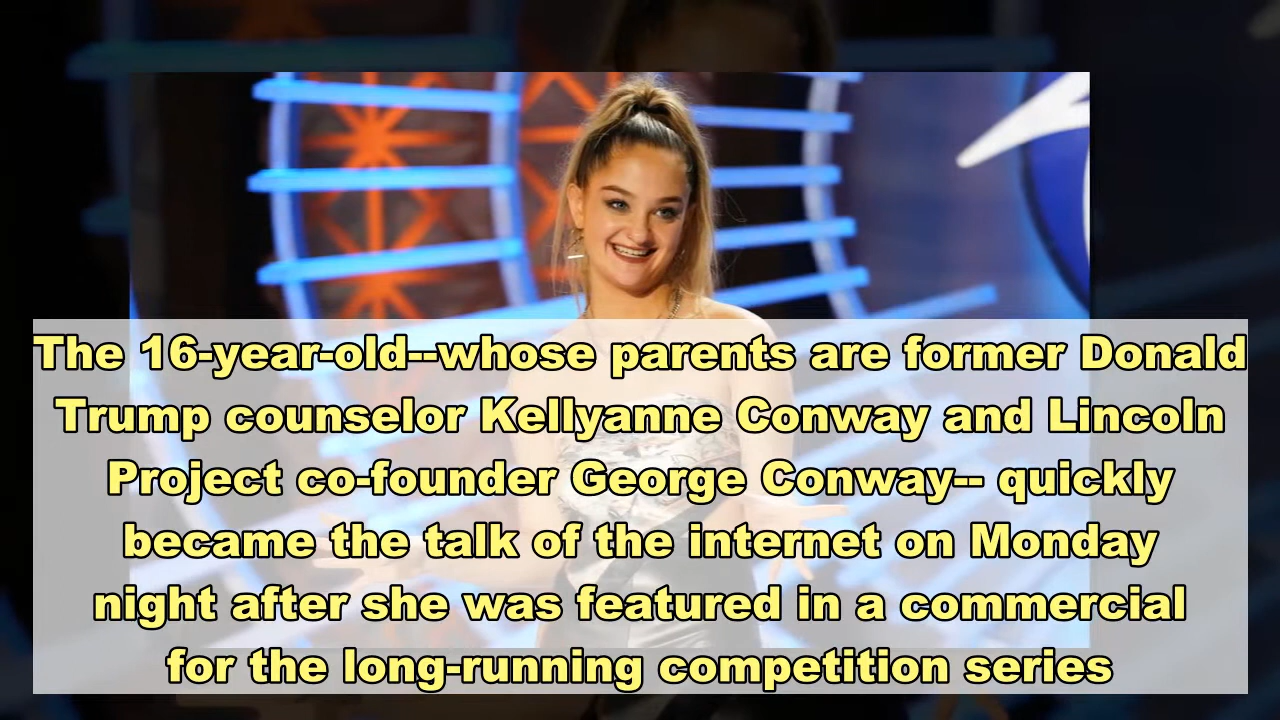 The 16-year-old--whose parents are former Donald
Trump counselor Kellyanne Conway and Lincoln
Project co-founder George Conway-- quickly
became the talk of the internet on Monday
night after she was featured in a commercial
for the long-running competition series